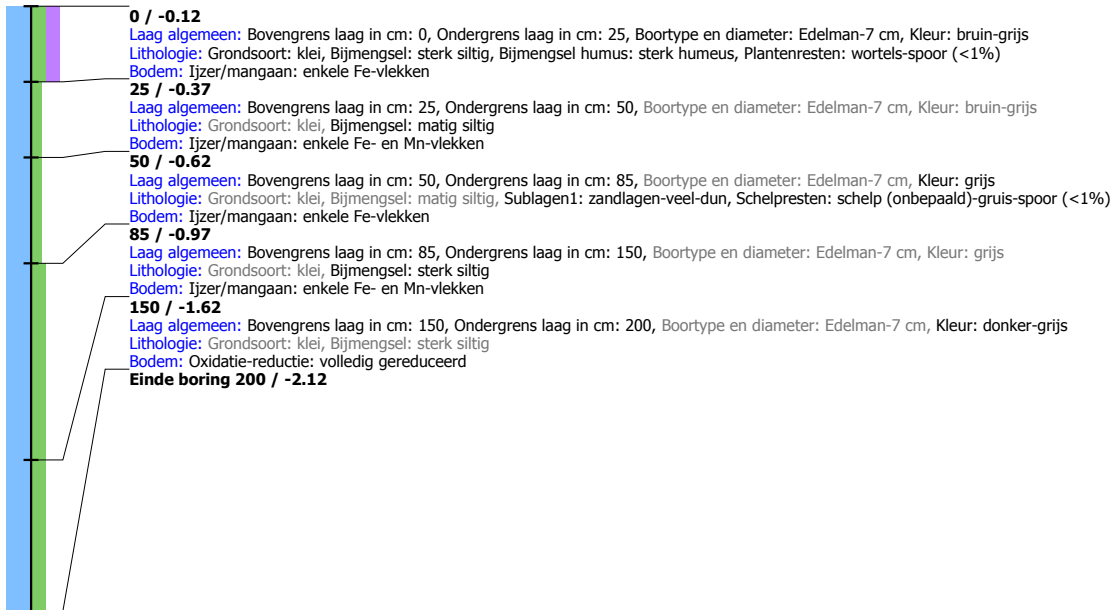 0 / -0.12
Laag algemeen: Bovengrens laag in cm: 0, Ondergrens laag in cm: 25, Boortype en diameter: Edelman-7 cm, Kleur: bruin-grijs
Lithologie: Grondsoort: klei, Bijmengsel: sterk siltig, Bijmengsel humus: sterk humeus, Plantenresten: wortels-spoor (<1%)
Bodem: Ijzer/mangaan: enkele Fe-vlekken
25 / -0.37
Laag algemeen: Bovengrens laag in cm: 25, Ondergrens laag in cm: 50, Boortype en diameter: Edelman-7 cm, Kleur: bruin-grijs
Lithologie: Grondsoort: klei, Bijmengsel: matig siltig
Bodem: Ijzer/mangaan: enkele Fe- en Mn-vlekken
50 / -0.62
Laag algemeen: Bovengrens laag in cm: 50, Ondergrens laag in cm: 85, Boortype en diameter: Edelman-7 cm, Kleur: grijs
Lithologie: Grondsoort: klei, Bijmengsel: matig siltig, Sublagen1: zandlagen-veel-dun, Schelpresten: schelp (onbepaald)-gruis-spoor (<1%)
Bodem: Ijzer/mangaan: enkele Fe-vlekken
85 / -0.97
Laag algemeen: Bovengrens laag in cm: 85, Ondergrens laag in cm: 150, Boortype en diameter: Edelman-7 cm, Kleur: grijs
Lithologie: Grondsoort: klei, Bijmengsel: sterk siltig
Bodem: Ijzer/mangaan: enkele Fe- en Mn-vlekken
150 / -1.62
Laag algemeen: Bovengrens laag in cm: 150, Ondergrens laag in cm: 200, Boortype en diameter: Edelman-7 cm, Kleur: donker-grijs
Lithologie: Grondsoort: klei, Bijmengsel: sterk siltig
Bodem: Oxidatie-reductie: volledig gereduceerd
Einde boring 200 / -2.12